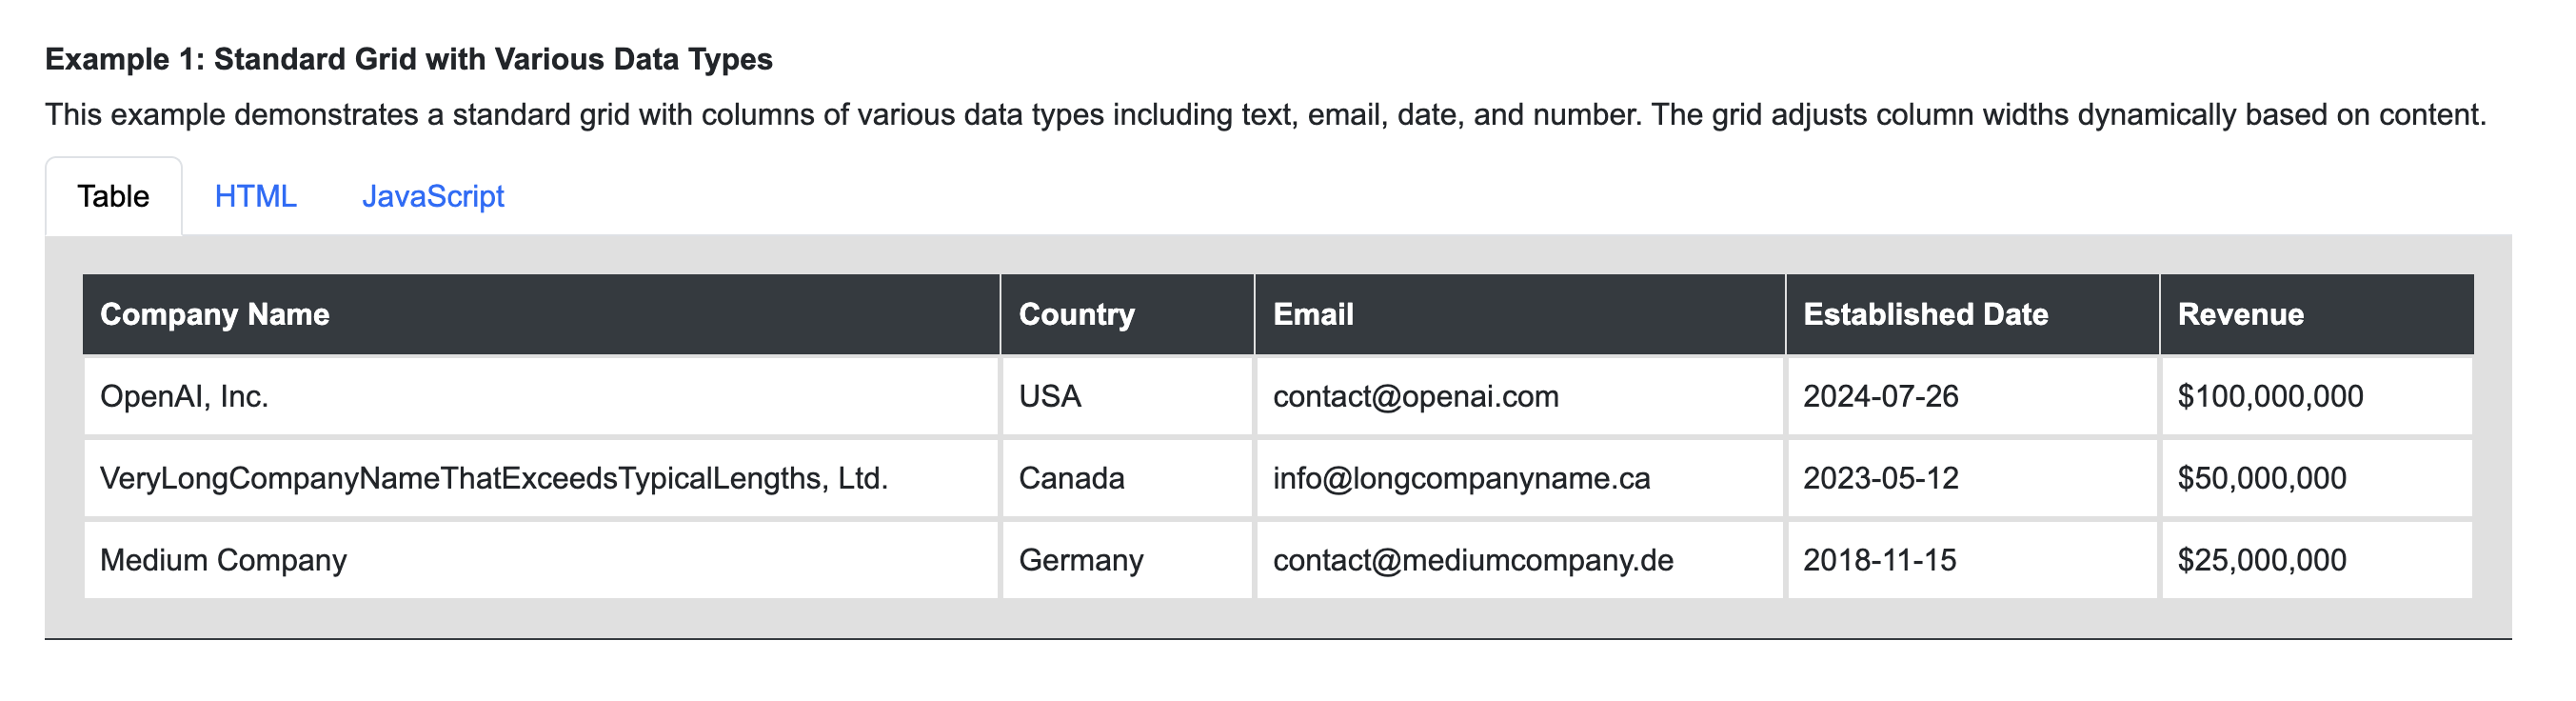 Example 1: Standard Grid with Various Data Types
This example demonstrates a standard grid with columns of various data types including text, email, date, and number. The grid adjusts column widths dynamically based on content.
Table HTML JavaScript
Company Name Country Email Established Date Revenue
OpenAI, Inc. USA contact@openai.com 2024-07-26 $100,000,000
VeryLongCompanyNameThatExceedsTypicalLengths, Ltd. Canada info@longcompanyname.ca 2023-05-12 $50,000,000
Medium Company Germany contact@mediumcompany.de 2018-11-15 $25,000,000